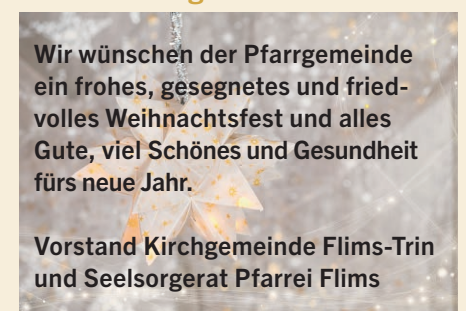 Wir wünschen der Pfarrgemeinde
ein frohes, gesegnetes und fried-
volles Weihnachtsfest und alles
Gute, viel Schönes und Gesundheit
fürs neue Jahr.
Vorstand Kirchgemeinde Flims-Trin
und Seelsorgerat Pfarrei Flims